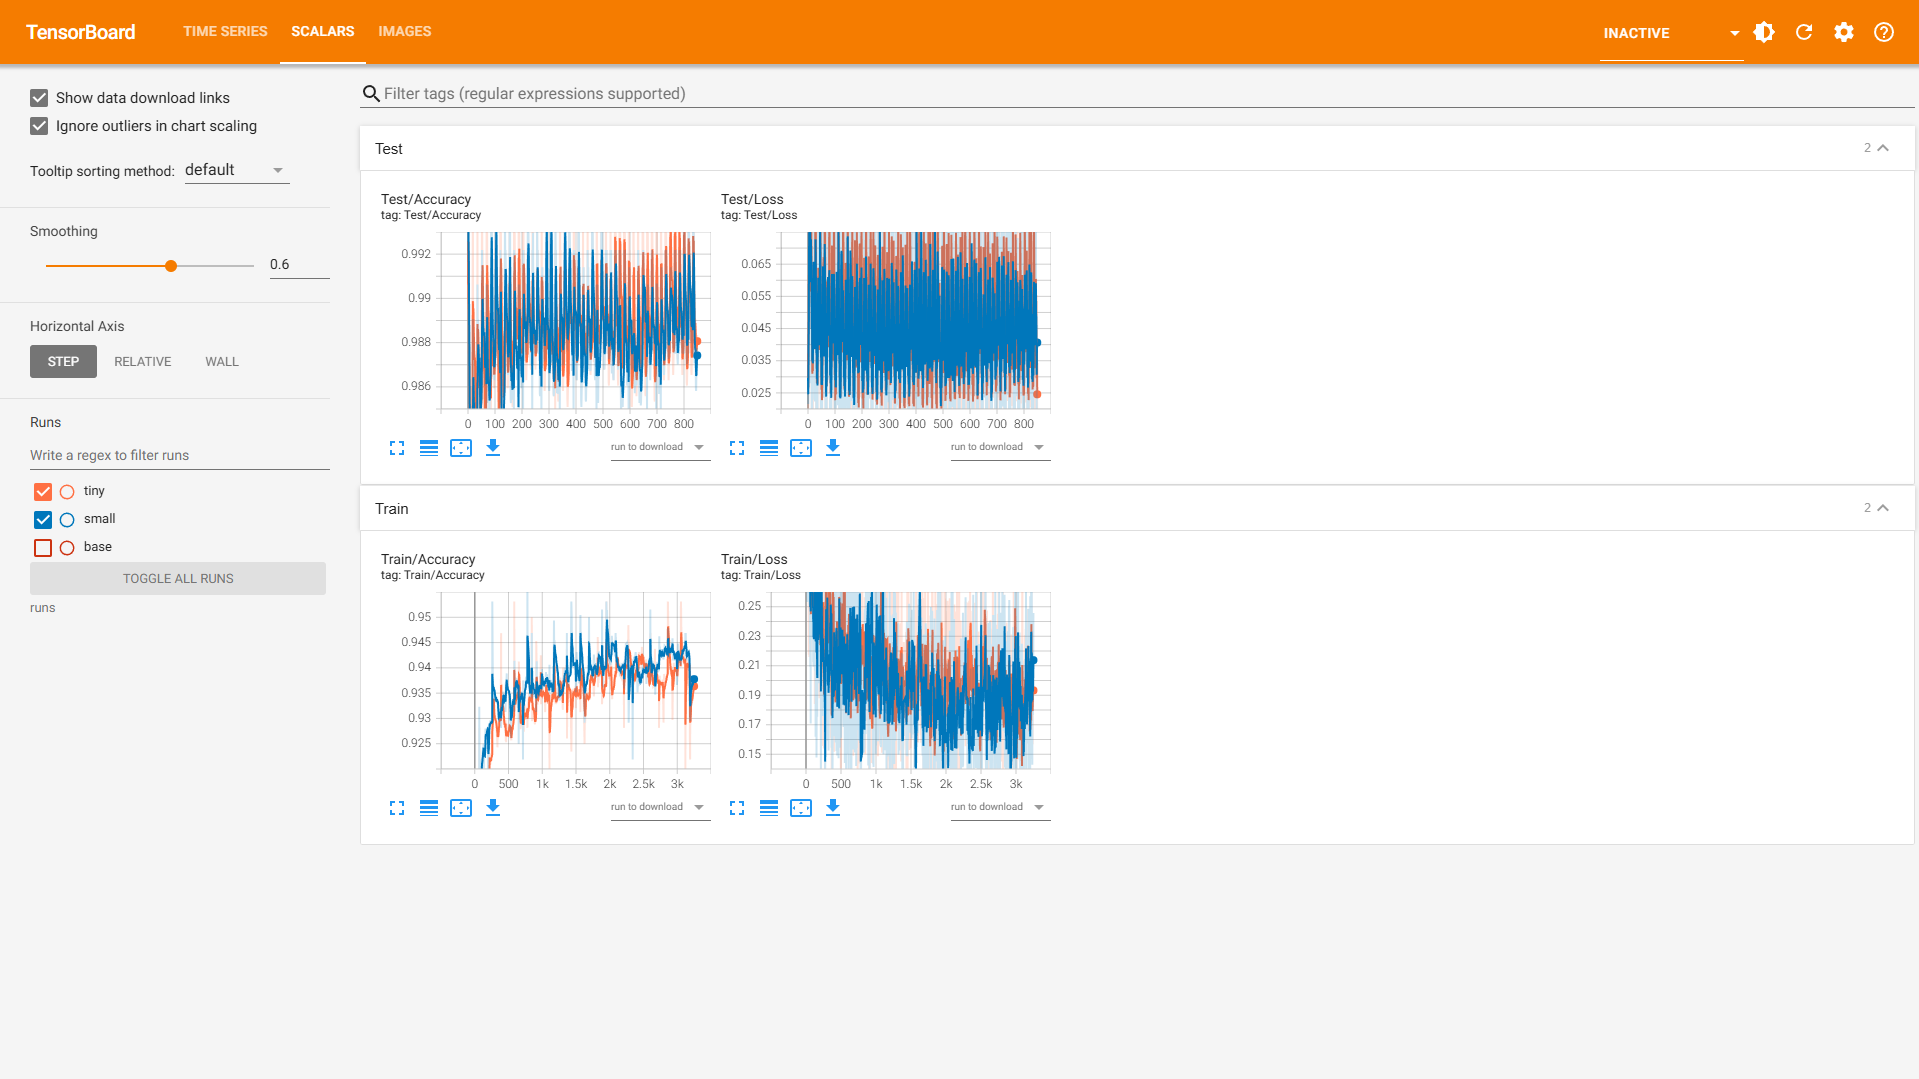 TensorBoard
TIME SERIES
SCALARS
IMAGES
INACTIVE
Show data download links
Ignore outliers in chart scaling
Tooltip sorting method: default
Smoothing
0.6
Horizontal Axis
STEP
RELATIVE
WALL
Runs
Write a regex to filter runs
tiny
small
base
TOGGLE ALL RUNS
runs
Filter tags (regular expressions supported)
Test
2
Test/Accuracy
tag: Test/Accuracy
0.992
0.99
0.988
0.986
0 100 200 300 400 500 600 700 800
run to download
Test/Loss
tag: Test/Loss
0.065
0.055
0.045
0.035
0.025
0 100 200 300 400 500 600 700 800
run to download
Train
2
Train/Accuracy
tag: Train/Accuracy
0.95
0.945
0.94
0.935
0.93
0.925
0 500 1k 1.5k 2k 2.5k 3k
run to download
Train/Loss
tag: Train/Loss
0.25
0.23
0.21
0.19
0.17
0.15
0 500 1k 1.5k 2k 2.5k 3k
run to download